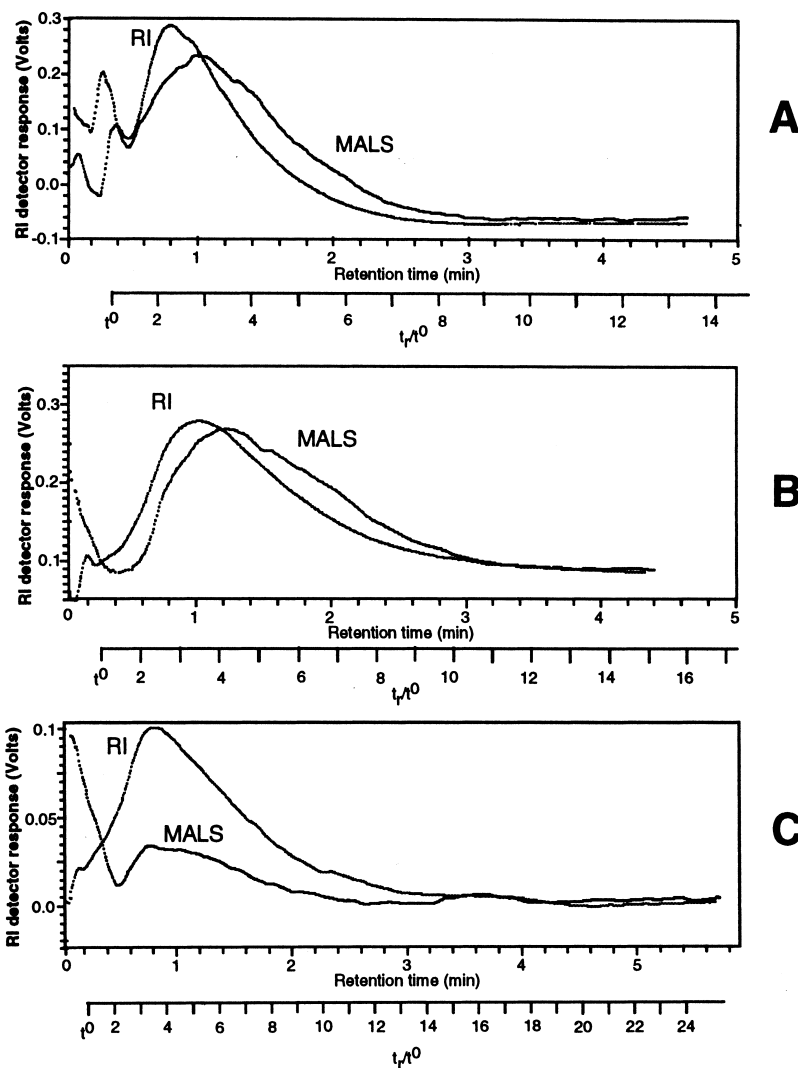 RI detector response (Volts)
0.3
0.2
0.1
0.0
-0.1
RI
MALS
A
0 1 2 3 4 5
Retention time (min)
t0 2 4 6 8 10 12 14
tr/t0
RI detector response (Volts)
0.3
0.2
0.1
RI
MALS
B
0 1 2 3 4 5
Retention time (min)
t0 2 4 6 8 10 12 14 16
tr/t0
RI detector response (Volts)
0.1
0.05
0.0
RI
MALS
C
0 1 2 3 4 5
Retention time (min)
t0 2 4 6 8 10 12 14 16 18 20 22 24
tr/t0